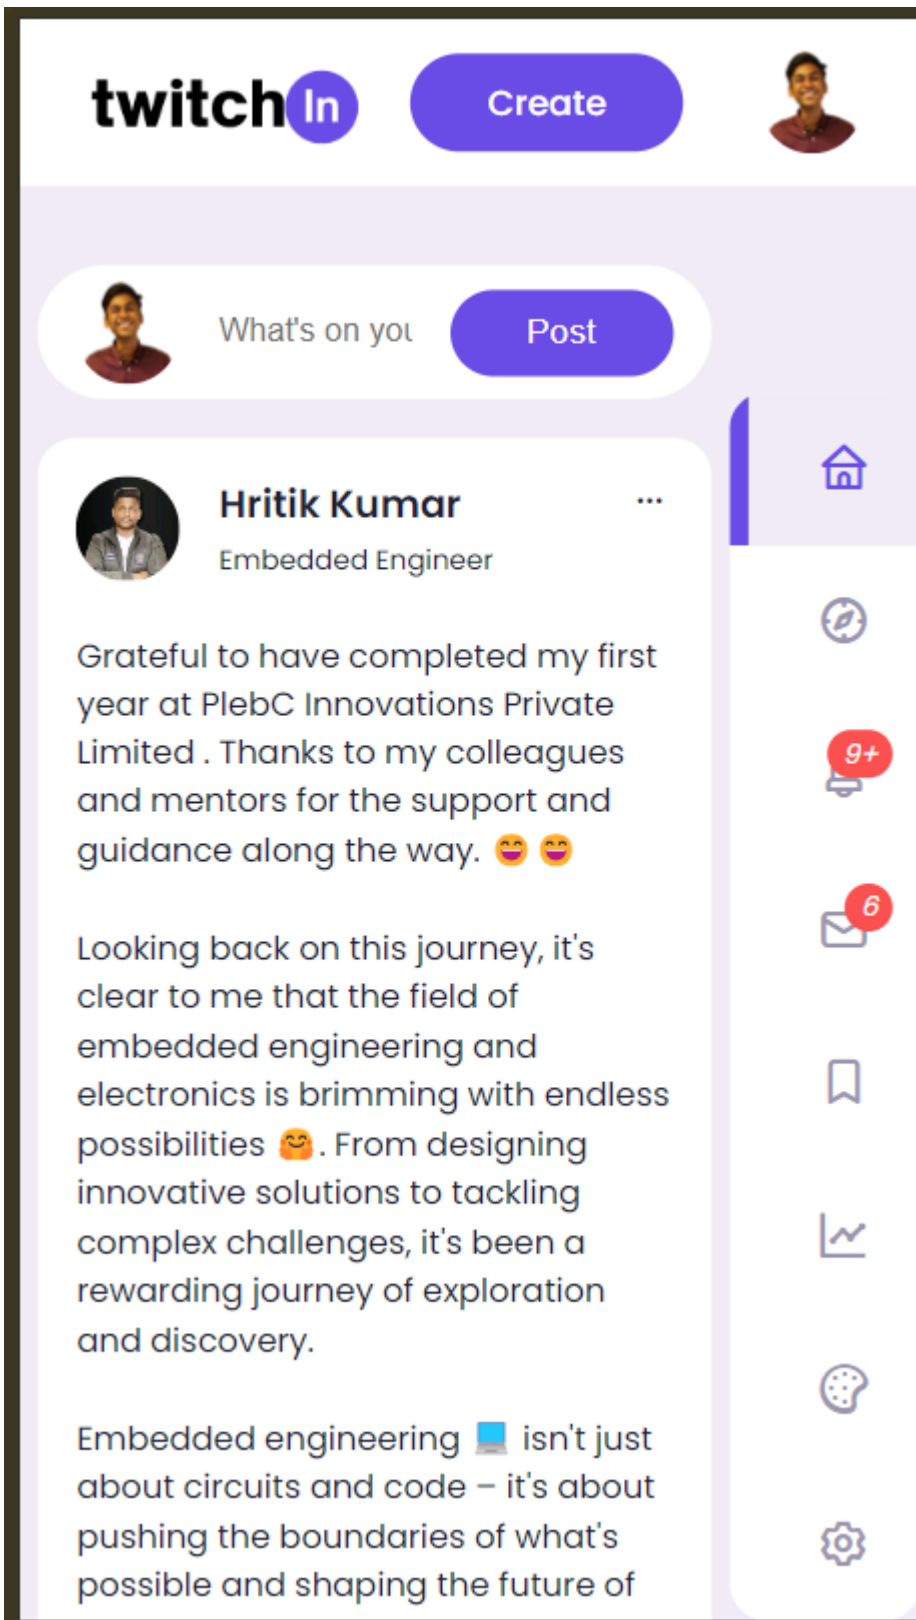 twitch In
Create
What's on you
Post
Hritik Kumar
...
Embedded Engineer
Grateful to have completed my first
year at PlebC Innovations Private
Limited . Thanks to my colleagues
and mentors for the support and
guidance along the way. 😄 😄
Looking back on this journey, it's
clear to me that the field of
embedded engineering and
electronics is brimming with endless
possibilities 🤗. From designing
innovative solutions to tackling
complex challenges, it's been a
rewarding journey of exploration
and discovery.
Embedded engineering 💻 isn't just
about circuits and code – it's about
pushing the boundaries of what's
possible and shaping the future of
9+
6